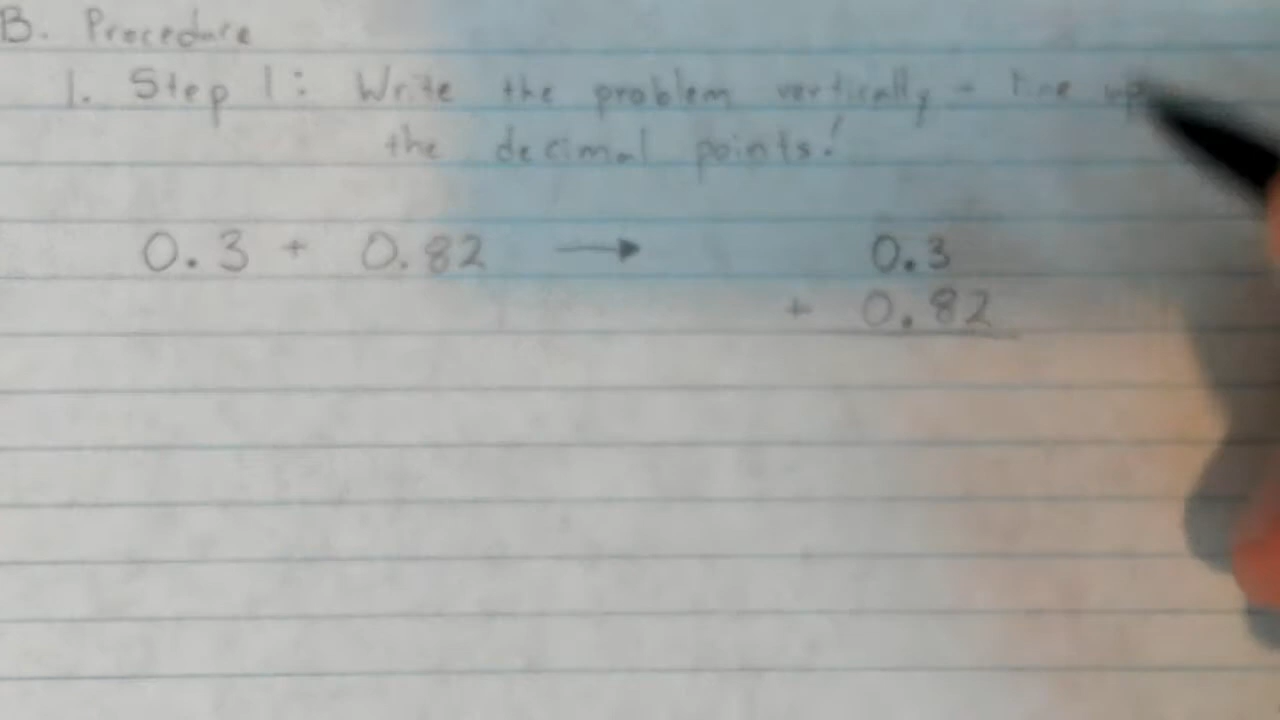 B. Procedure
1. Step 1: Write the problem vertically - line up
the decimal points!
0.3 + 0.82 → 0.3
+ 0.82